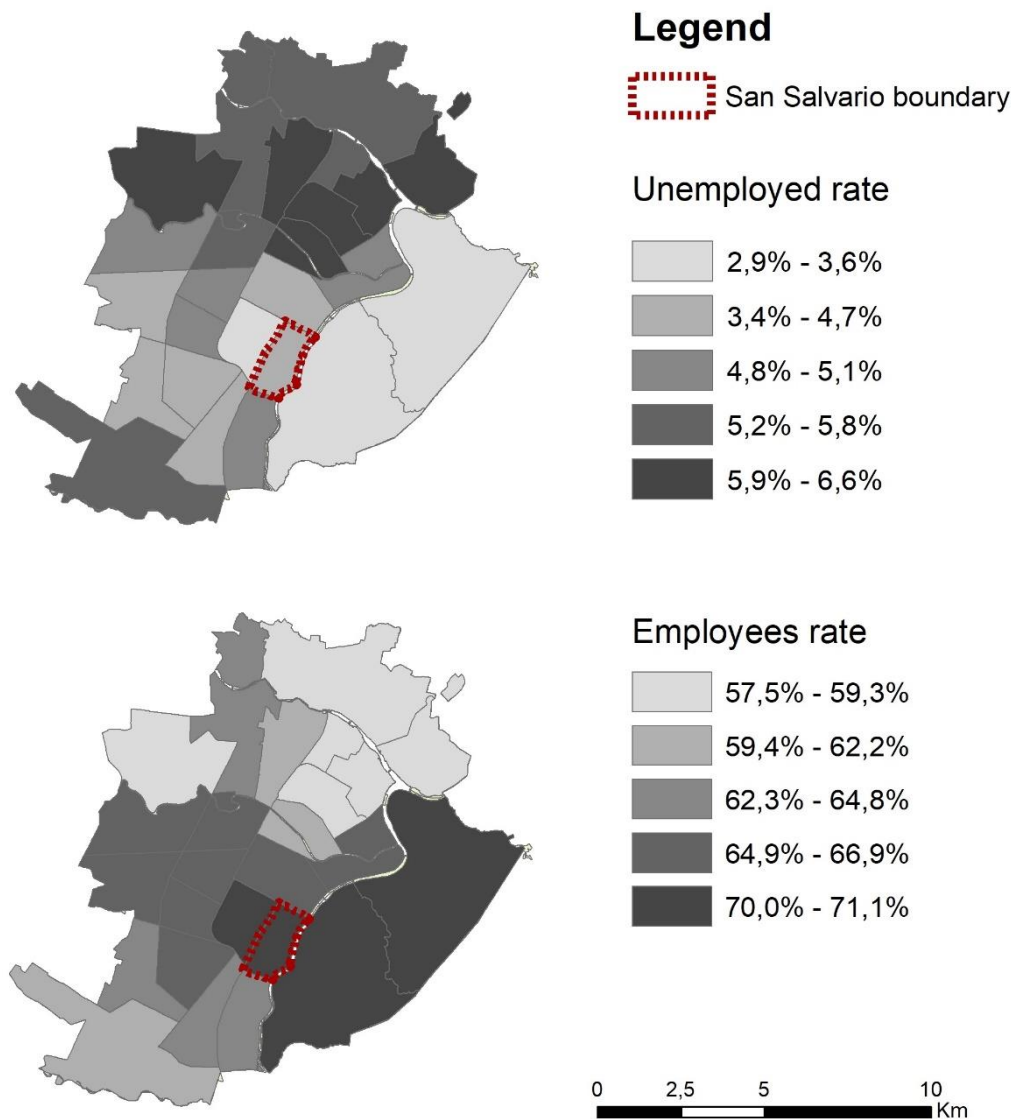 Legend
San Salvario boundary
Unemployed rate
2,9% - 3,6%
3,4% - 4,7%
4,8% - 5,1%
5,2% - 5,8%
5,9% - 6,6%
Employees rate
57,5% - 59,3%
59,4% - 62,2%
62,3% - 64,8%
64,9% - 66,9%
70,0% - 71,1%
0 2,5 5 10
Km